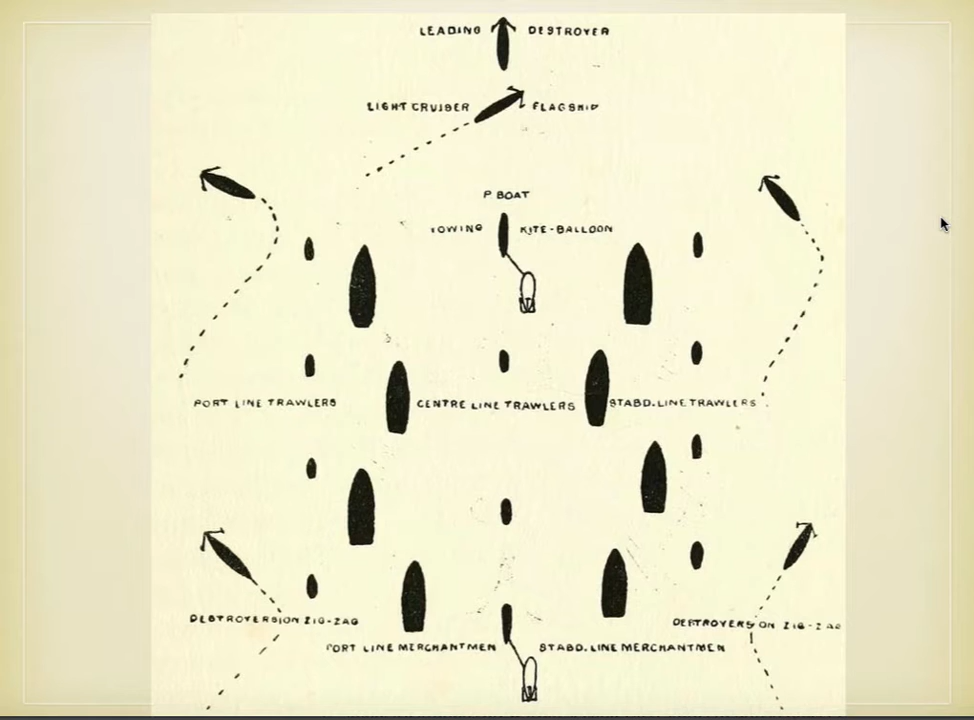 LEADING DESTROYER
LIGHT CRUISER FLAGSHIP
P BOAT
TOWING KITE-BALLOON
PORT LINE TRAWLERS CENTRE LINE TRAWLERS STABD. LINE TRAWLERS
DESTROYERS ON ZIG-ZAG DESTROYERS ON ZIG-ZAG
PORT LINE MERCHANTMEN STABD. LINE MERCHANTMEN